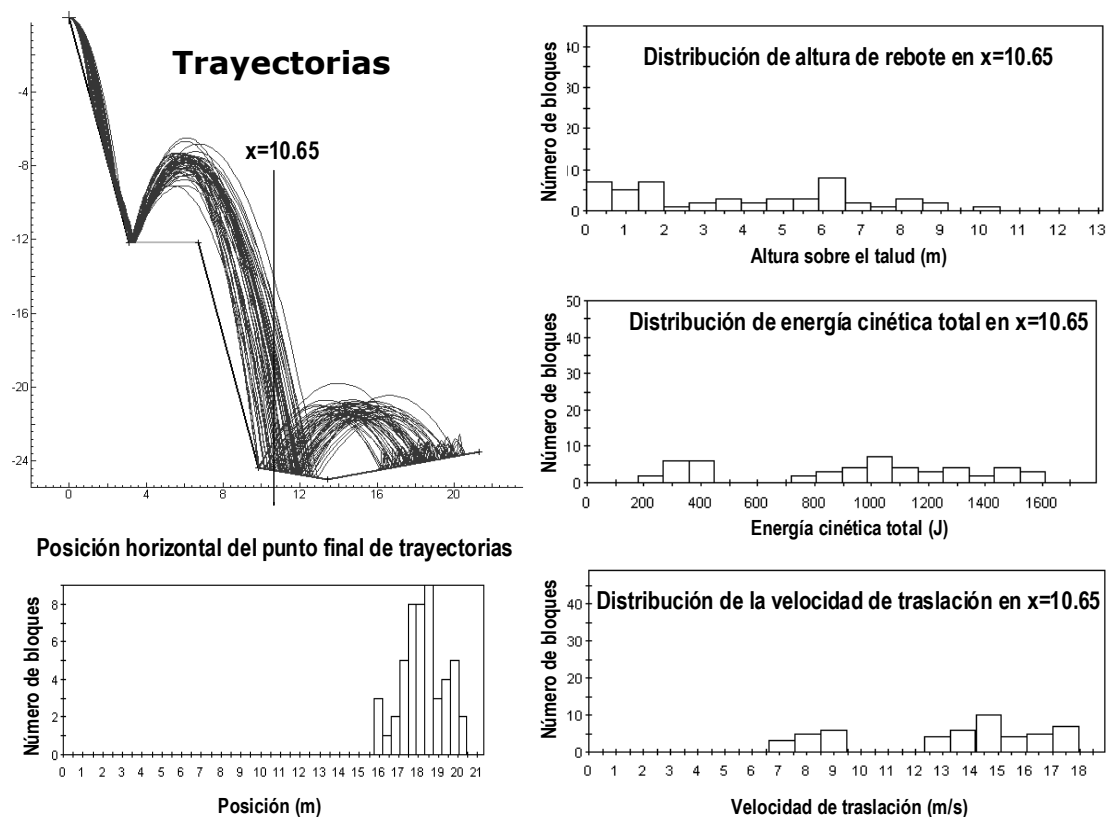 Trayectorias
x=10.65
-4
-8
-12
-16
-20
-24
0 4 8 12 16 20
Distribución de altura de rebote en x=10.65
Número de bloques
40
30
20
10
0
0 1 2 3 4 5 6 7 8 9 10 11 12 13
Altura sobre el talud (m)
Distribución de energía cinética total en x=10.65
Número de bloques
50
40
30
20
10
0
0 200 400 600 700 800 1000 1200 1400 1600
Energía cinética total (J)
Posición horizontal del punto final de trayectorias
Número de bloques
8
6
4
2
0
0 1 2 3 4 5 6 7 8 9 10 11 12 13 14 15 16 17 18 19 20 21
Posición (m)
Distribución de la velocidad de traslación en x=10.65
Número de bloques
40
30
20
10
0
0 1 2 3 4 5 6 7 8 9 10 11 12 13 14 15 16 17 18
Velocidad de traslación (m/s)